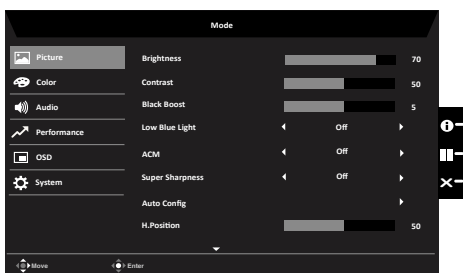 Mode
Picture
Color
Audio
Performance
OSD
System
Brightness 70
Contrast 50
Black Boost 5
Low Blue Light Off
ACM Off
Super Sharpness Off
Auto Config
H.Position 50
Move Enter